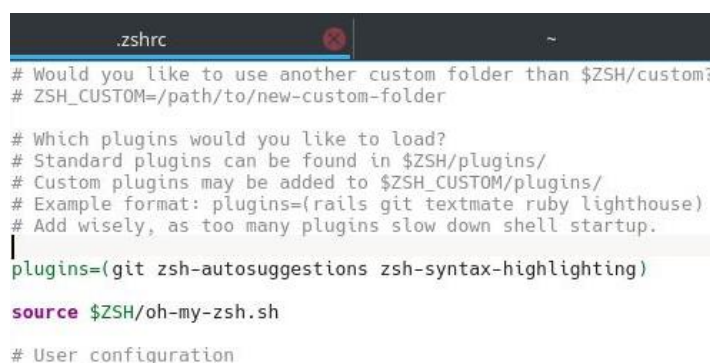 .zshrc ~
# Would you like to use another custom folder than $ZSH/custom?
# ZSH_CUSTOM=/path/to/new-custom-folder
# Which plugins would you like to load?
# Standard plugins can be found in $ZSH/plugins/
# Custom plugins may be added to $ZSH_CUSTOM/plugins/
# Example format: plugins=(rails git textmate ruby lighthouse)
# Add wisely, as too many plugins slow down shell startup.
plugins=(git zsh-autosuggestions zsh-syntax-highlighting)
source $ZSH/oh-my-zsh.sh
# User configuration